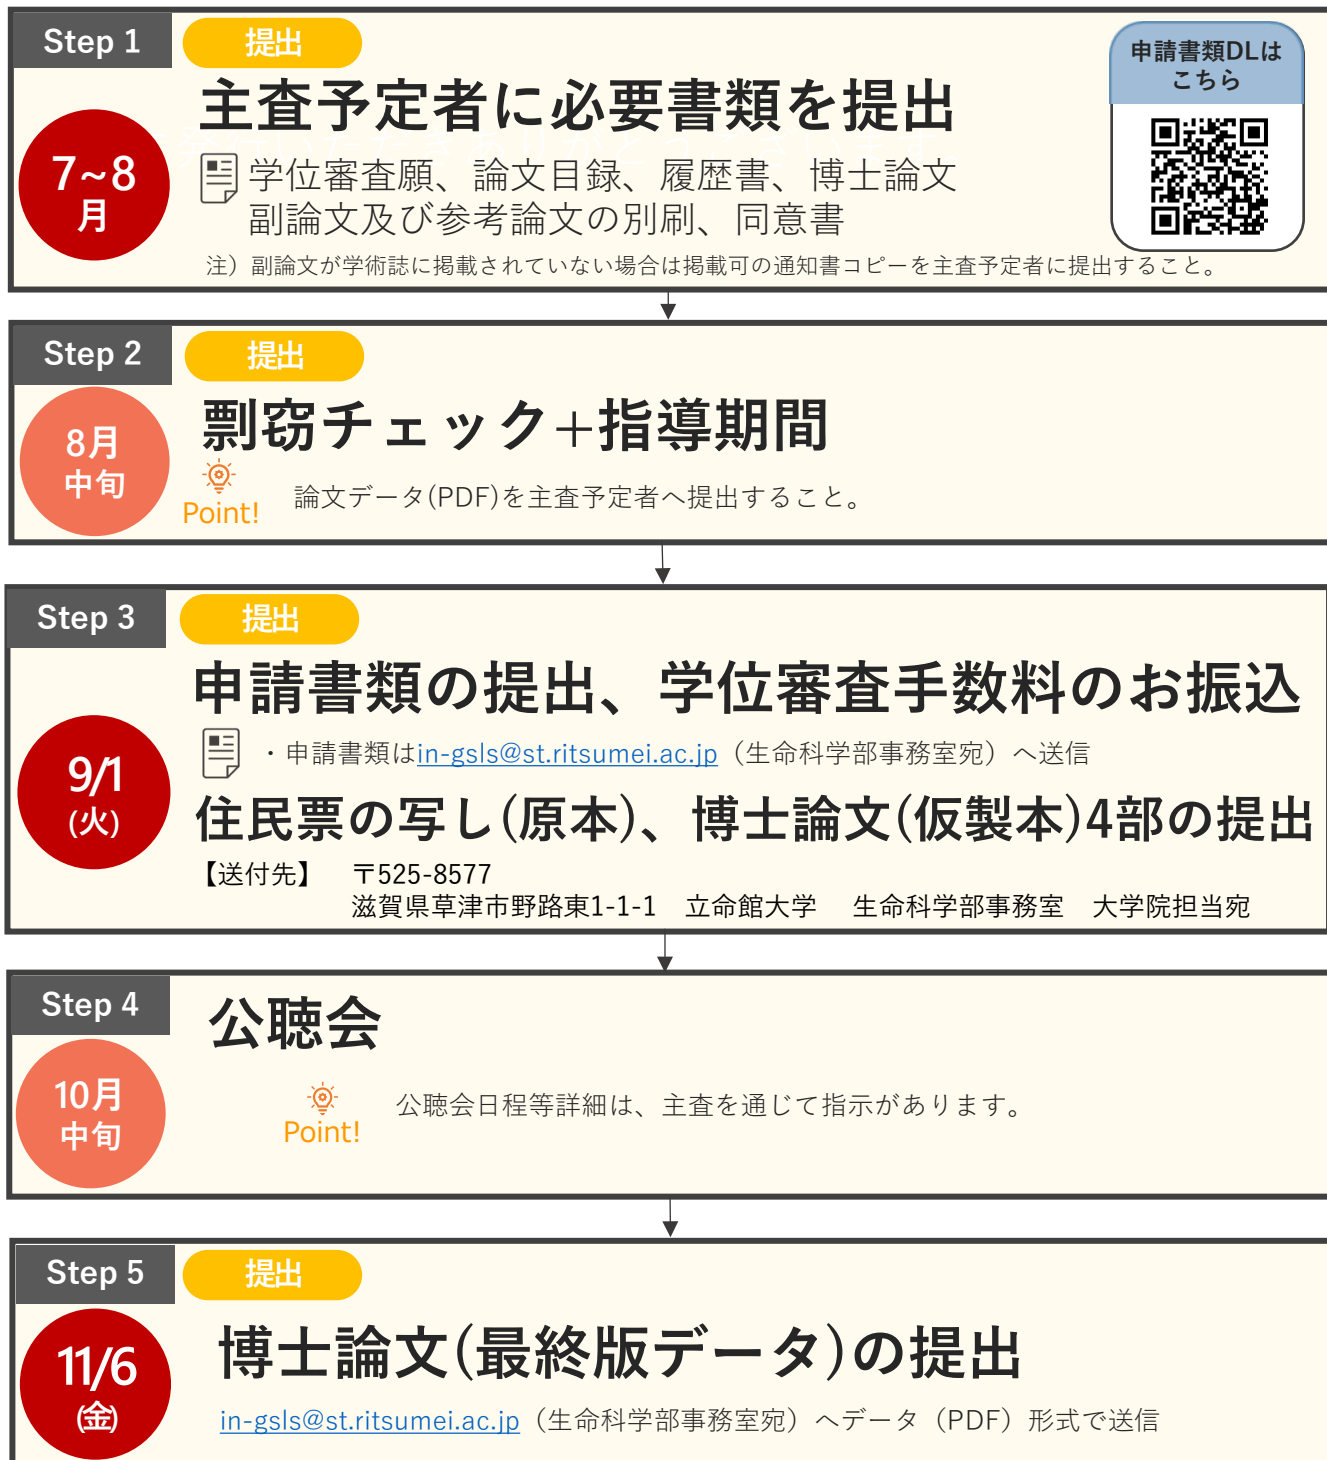 Step 1
提出
申請書類DLは
こちら
主査予定者に必要書類を提出
7~8
月
学位審査願、論文目録、履歴書、博士論文
副論文及び参考論文の別刷、同意書
注）副論文が学術誌に掲載されていない場合は掲載可の通知書コピーを主査予定者に提出すること。
Step 2
提出
剽窃チェック+指導期間
8月
中旬
Point!
論文データ(PDF)を主査予定者へ提出すること。
Step 3
提出
申請書類の提出、学位審査手数料のお振込
9/1
(火)
・申請書類はin-gsls@st.ritsumei.ac.jp（生命科学部事務室宛）へ送信
住民票の写し(原本)、博士論文(仮製本)4部の提出
【送付先】 〒525-8577
滋賀県草津市野路東1-1-1 立命館大学 生命科学部事務室 大学院担当宛
Step 4
公聴会
10月
中旬
Point!
公聴会日程等詳細は、主査を通じて指示があります。
Step 5
提出
博士論文(最終版データ)の提出
11/6
(金)
in-gsls@st.ritsumei.ac.jp（生命科学部事務室宛）へデータ（PDF）形式で送信